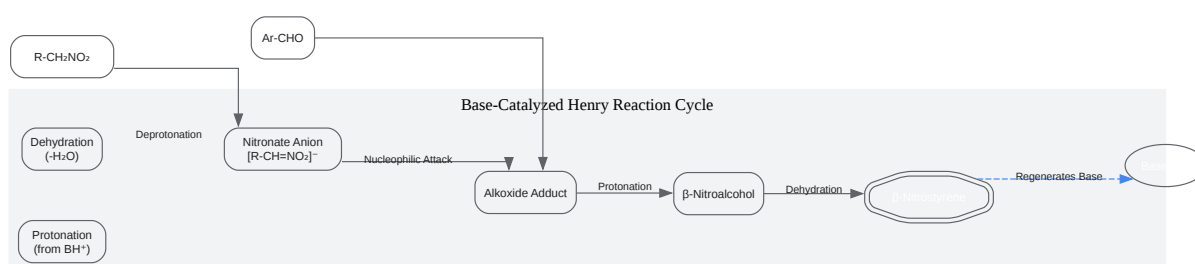 Ar-CHO
R-CH₂NO₂
Base-Catalyzed Henry Reaction Cycle
Dehydration
(-H₂O)
Deprotonation
Nitronate Anion
[R-CH=NO₂]⁻
Nucleophilic Attack
Alkoxide Adduct
Protonation
β-Nitroalcohol
Dehydration
β-Nitrostyrene
Regenerates Base
Protonation
(from BH⁺)